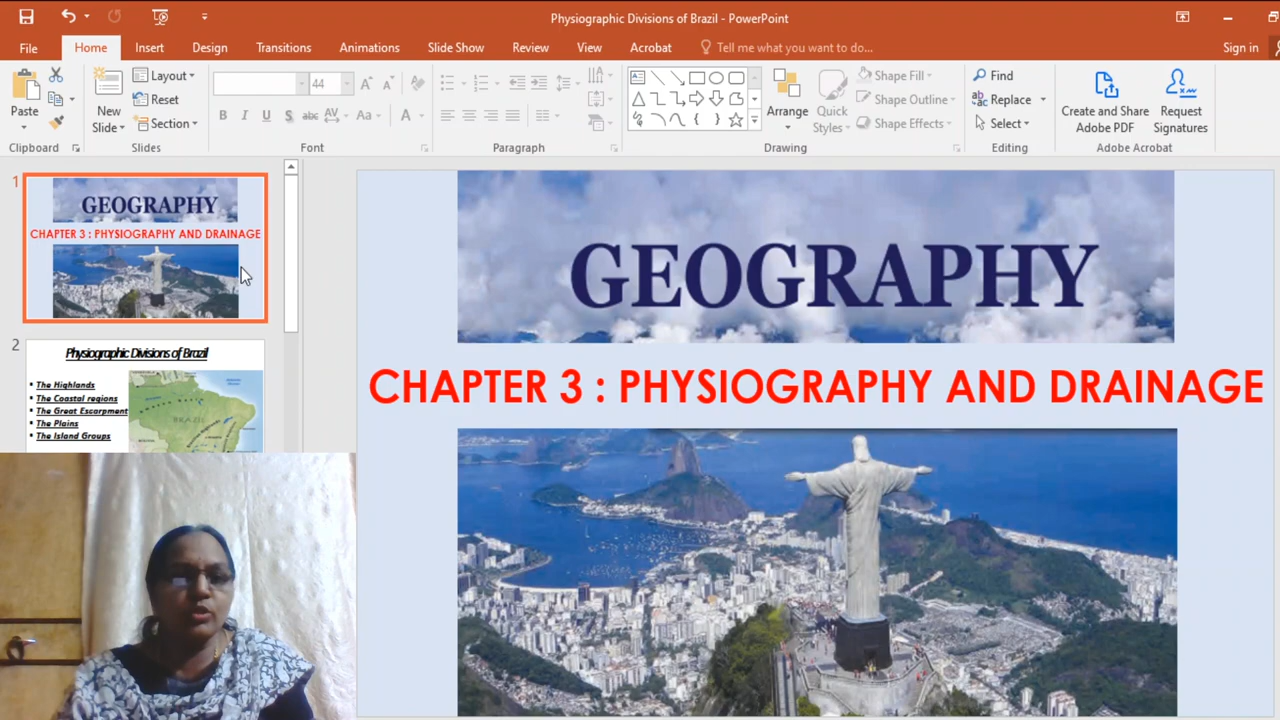 Physiographic Divisions of Brazil - PowerPoint
File Home Insert Design Transitions Animations Slide Show Review View Acrobat Tell me what you want to do... Sign in
Paste
New
Slide
Layout
Reset
Section
44
B I U S abc AV Aa A
Arrange
Quick
Styles
Shape Fill
Shape Outline
Shape Effects
Find
Replace
Select
Create and Share
Adobe PDF
Request
Signatures
Clipboard Slides Font Paragraph Drawing Editing Adobe Acrobat
1
GEOGRAPHY
CHAPTER 3 : PHYSIOGRAPHY AND DRAINAGE
2
Physiographic Divisions of Brazil
• The Highlands
• The Coastal regions
• The Great Escarpment
• The Plains
• The Island Groups
BRAZIL
GEOGRAPHY
CHAPTER 3 : PHYSIOGRAPHY AND DRAINAGE